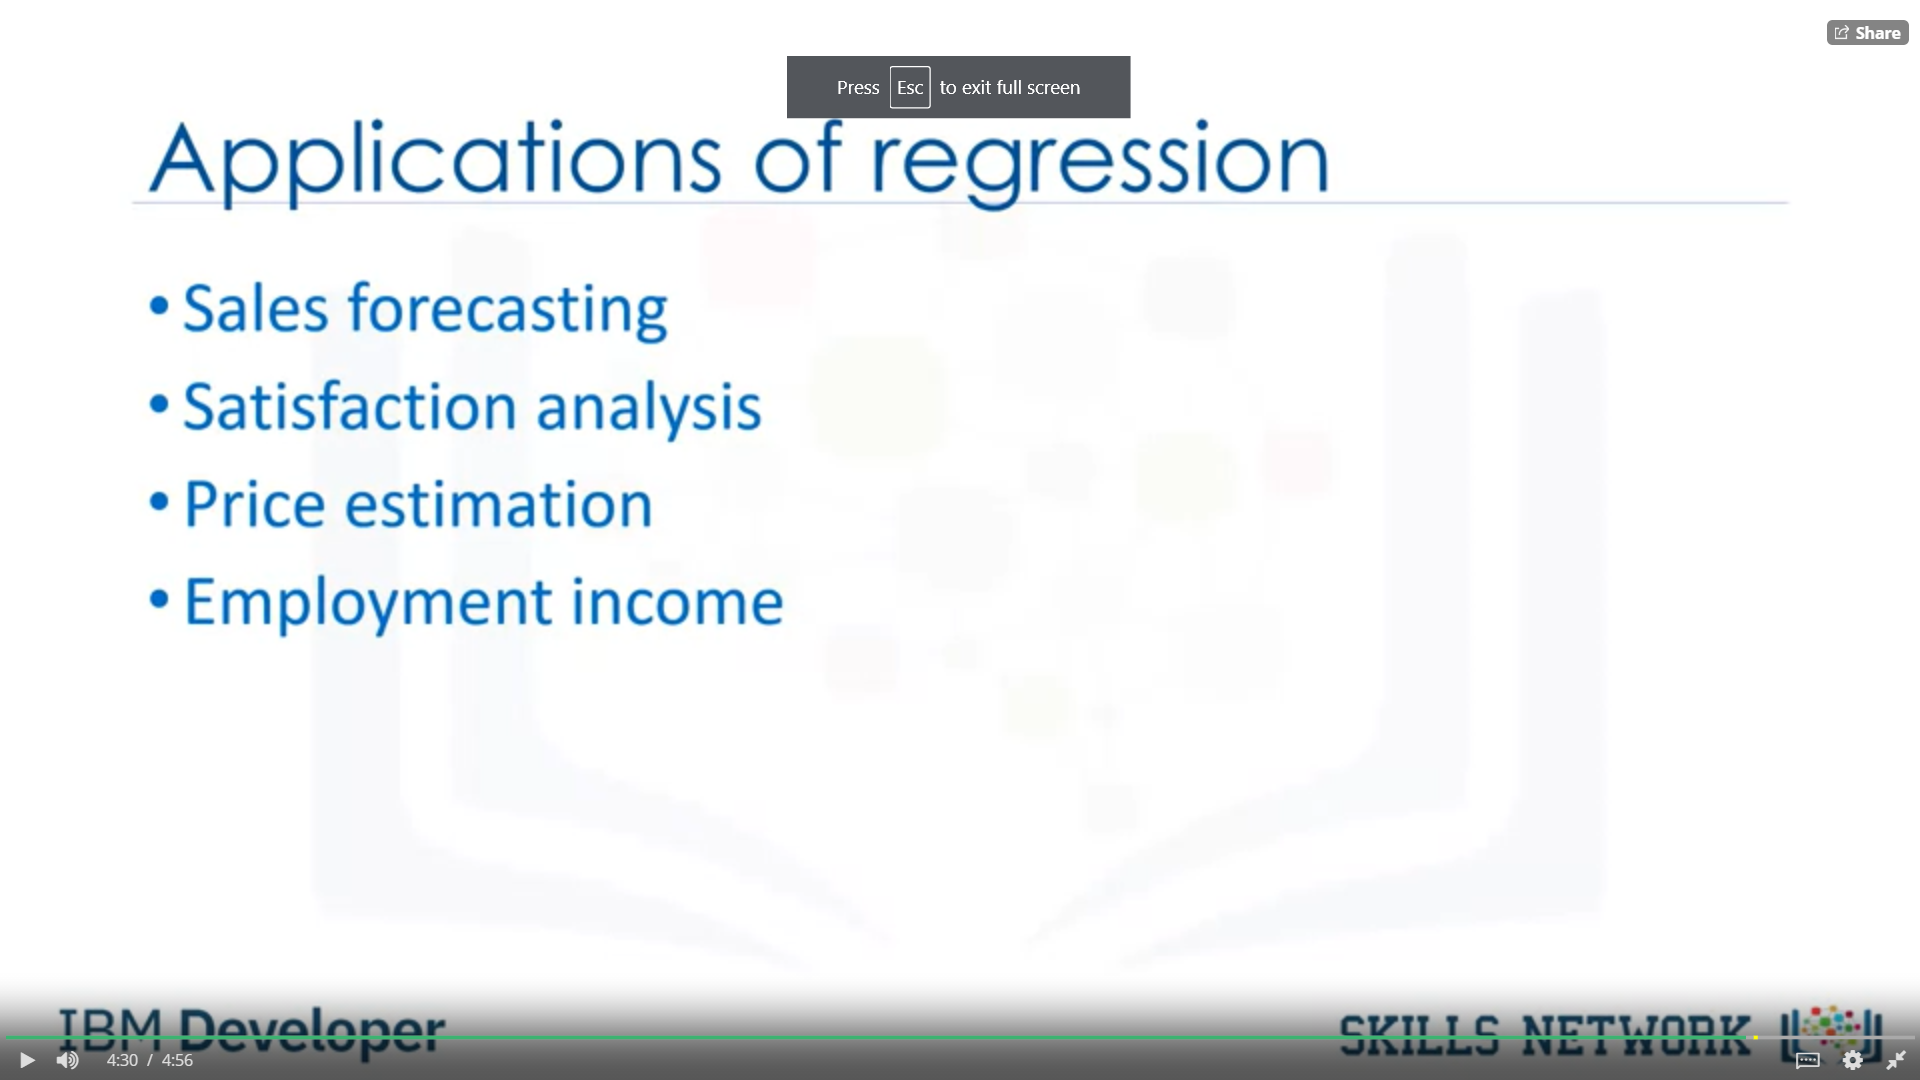 Share
Press Esc to exit full screen
Applications of regression
• Sales forecasting
• Satisfaction analysis
• Price estimation
• Employment income
IBM Developer
SKILLS NETWORK
4:30 / 4:56